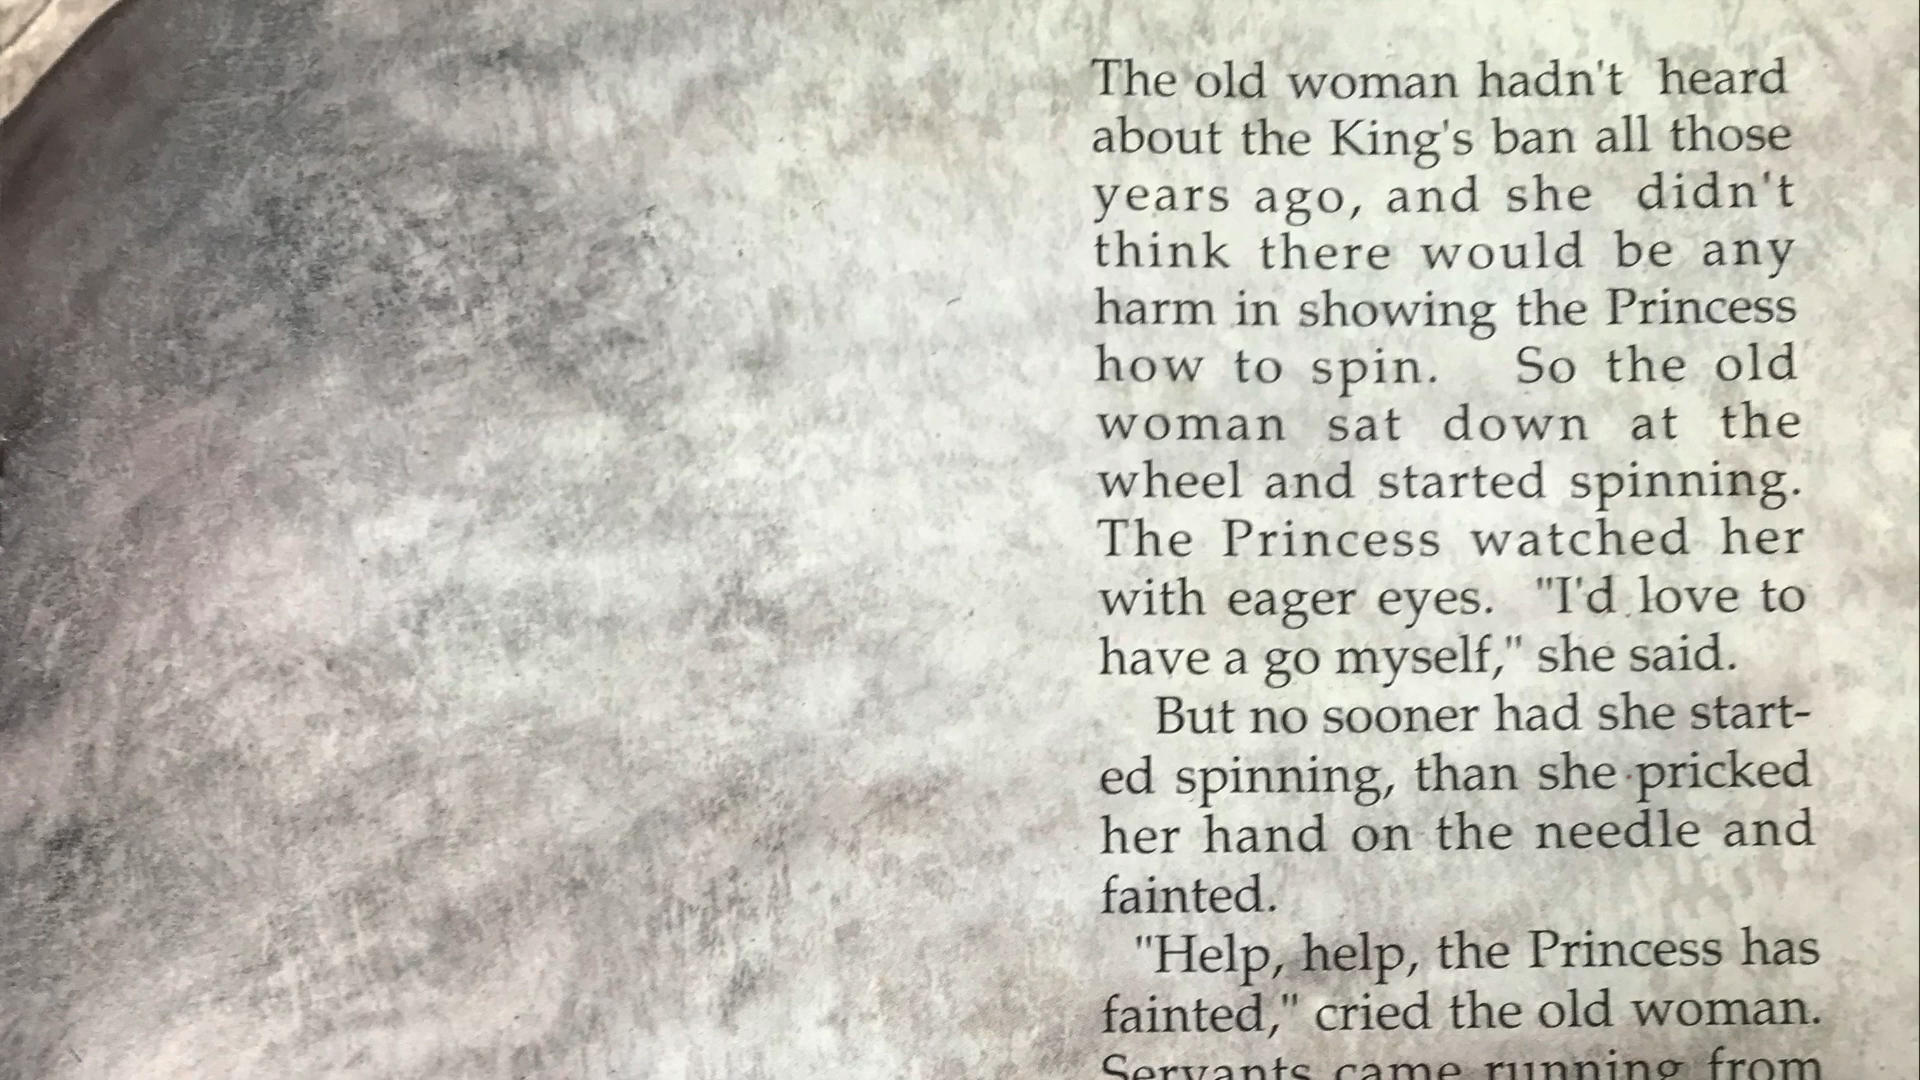 The old woman hadn't heard
about the King's ban all those
years ago, and she didn't
think there would be any
harm in showing the Princess
how to spin. So the old
woman sat down at the
wheel and started spinning.
The Princess watched her
with eager eyes. "I'd love to
have a go myself," she said.
But no sooner had she start-
ed spinning, than she pricked
her hand on the needle and
fainted.
"Help, help, the Princess has
fainted," cried the old woman.
Servants came running from